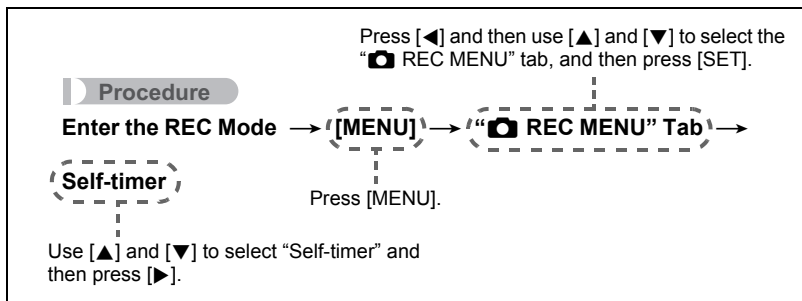 Press [◀] and then use [▲] and [▼] to select the
“📷 REC MENU” tab, and then press [SET].
Procedure
Enter the REC Mode → [MENU] → “📷 REC MENU” Tab →
Self-timer
Press [MENU].
Use [▲] and [▼] to select “Self-timer” and
then press [▶].